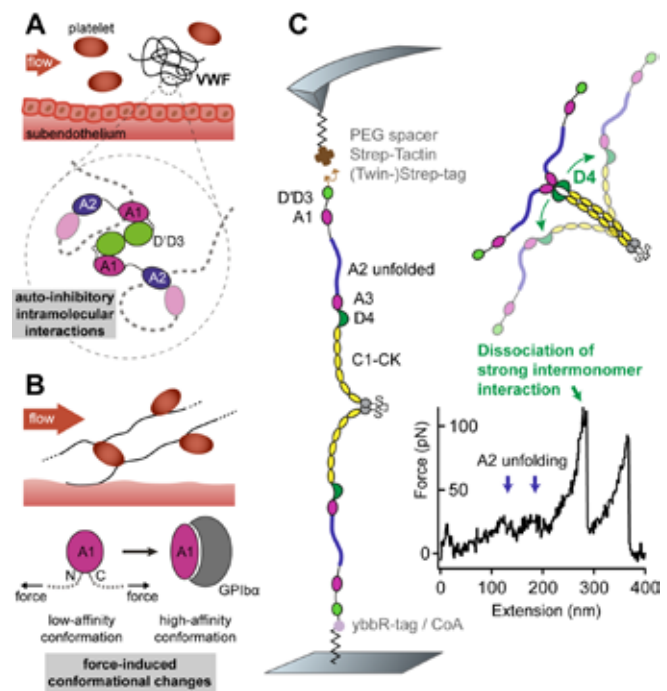 A
platelet
flow
VWF
subendothelium
A2
A1
D'D3
A1
A2
auto-inhibitory
intramolecular
interactions
B
flow
A1
A1
N
C
force
force
GPIbα
low-affinity
conformation
high-affinity
conformation
force-induced
conformational changes
C
PEG spacer
Strep-Tactin
(Twin-)Strep-tag
D'D3
A1
A2 unfolded
A3
D4
C1-CK
S
S
S
ybbR-tag / CoA
D4
S
S
S
Dissociation of
strong intermonomer
interaction
A2 unfolding
Force (pN)
100
50
0
0
100
200
300
400
Extension (nm)